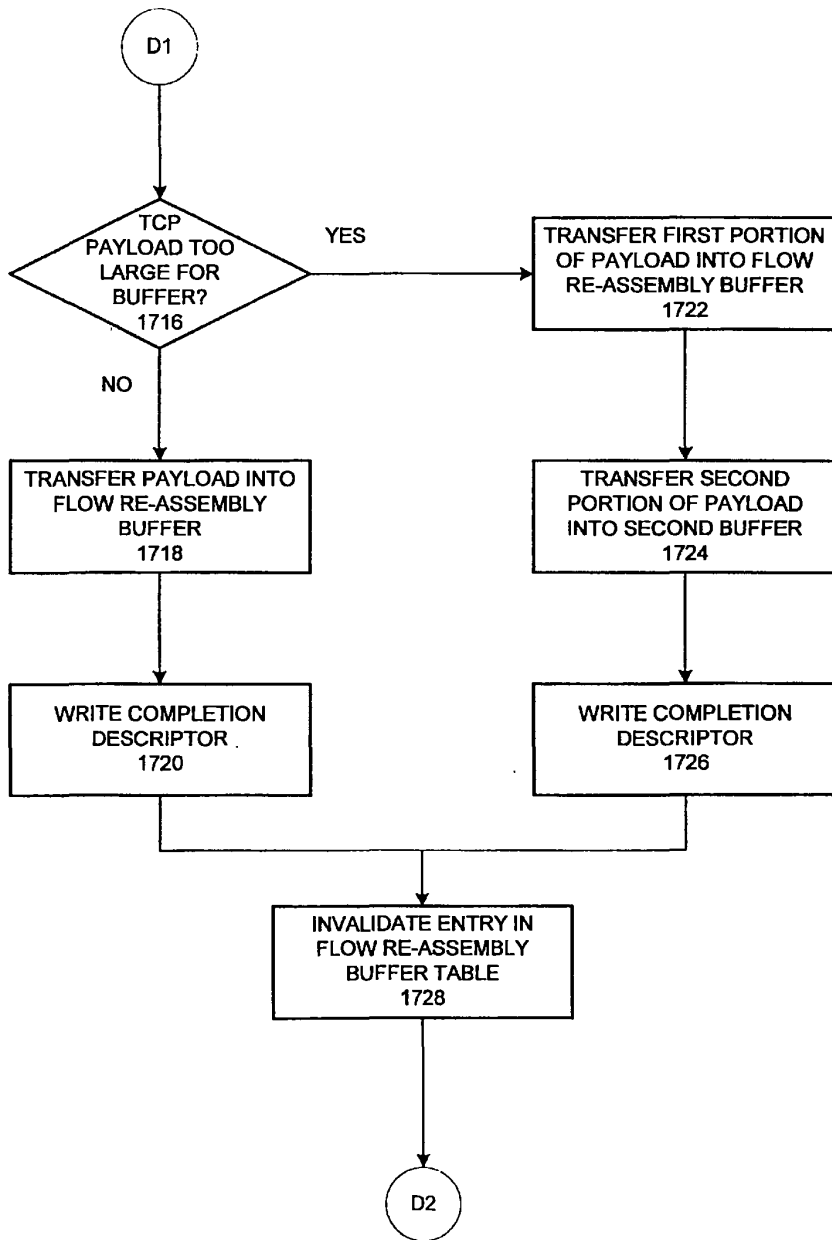 D1
TCP
PAYLOAD TOO
LARGE FOR
BUFFER?
1716
YES
NO
TRANSFER FIRST PORTION
OF PAYLOAD INTO FLOW
RE-ASSEMBLY BUFFER
1722
TRANSFER PAYLOAD INTO
FLOW RE-ASSEMBLY
BUFFER
1718
TRANSFER SECOND
PORTION OF PAYLOAD
INTO SECOND BUFFER
1724
WRITE COMPLETION
DESCRIPTOR
1720
WRITE COMPLETION
DESCRIPTOR
1726
INVALIDATE ENTRY IN
FLOW RE-ASSEMBLY
BUFFER TABLE
1728
D2